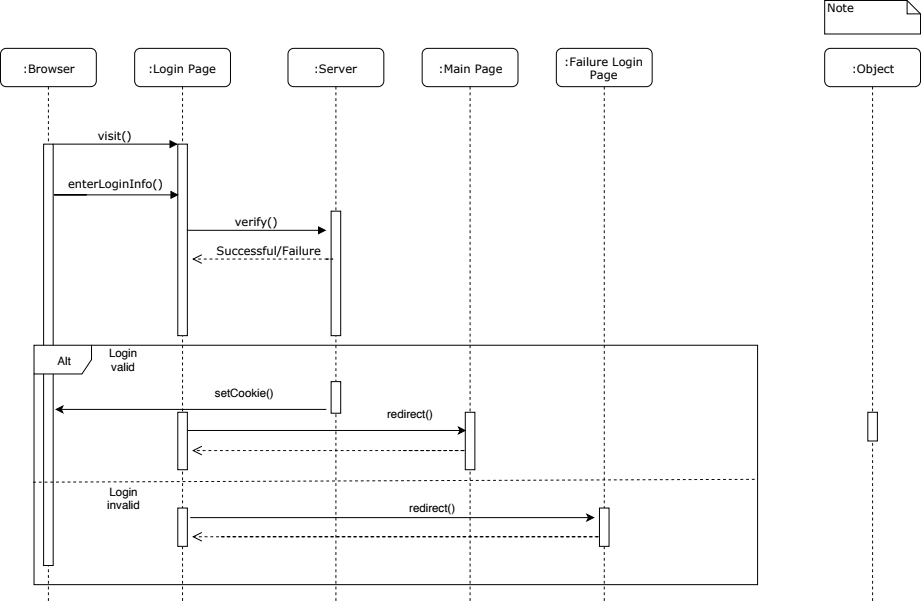 Note
:Browser
:Login Page
:Server
:Main Page
:Failure Login
Page
:Object
visit()
enterLoginInfo()
verify()
Successful/Failure
Alt
Login
valid
setCookie()
redirect()
Login
invalid
redirect()